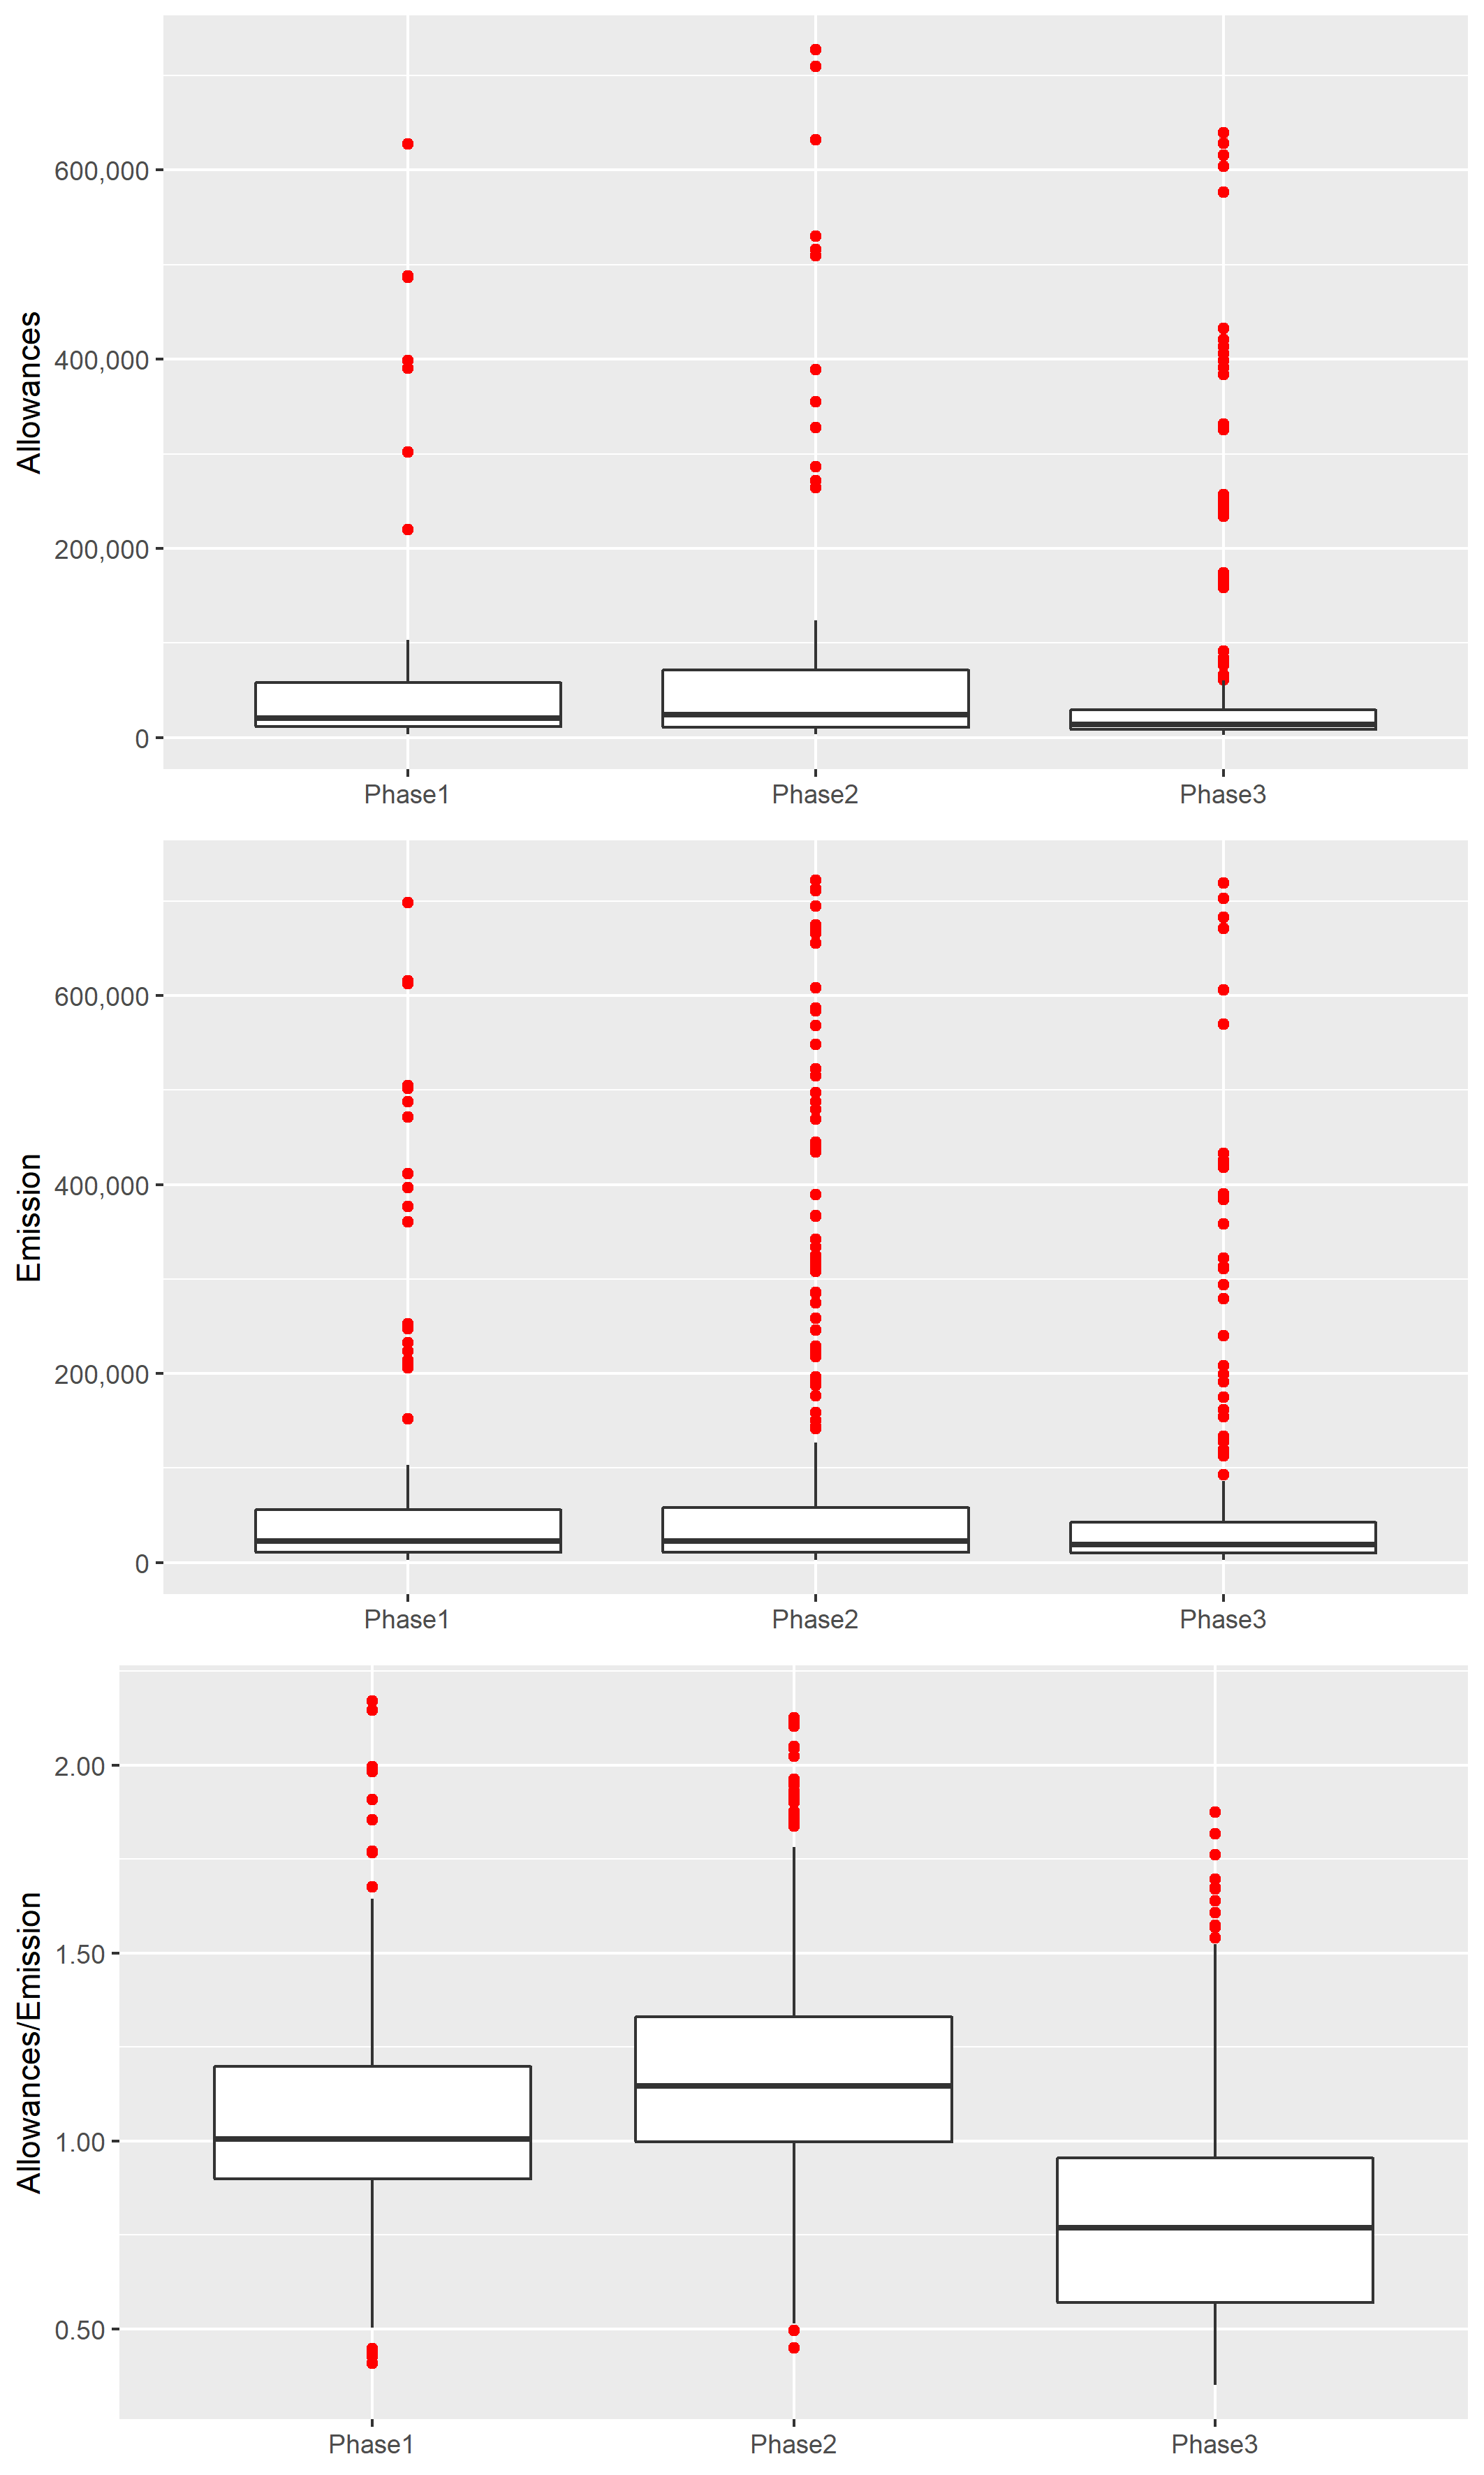 Allowances
600,000
400,000
200,000
0
Phase1 Phase2 Phase3
Emission
600,000
400,000
200,000
0
Phase1 Phase2 Phase3
Allowances/Emission
2.00
1.50
1.00
0.50
Phase1 Phase2 Phase3